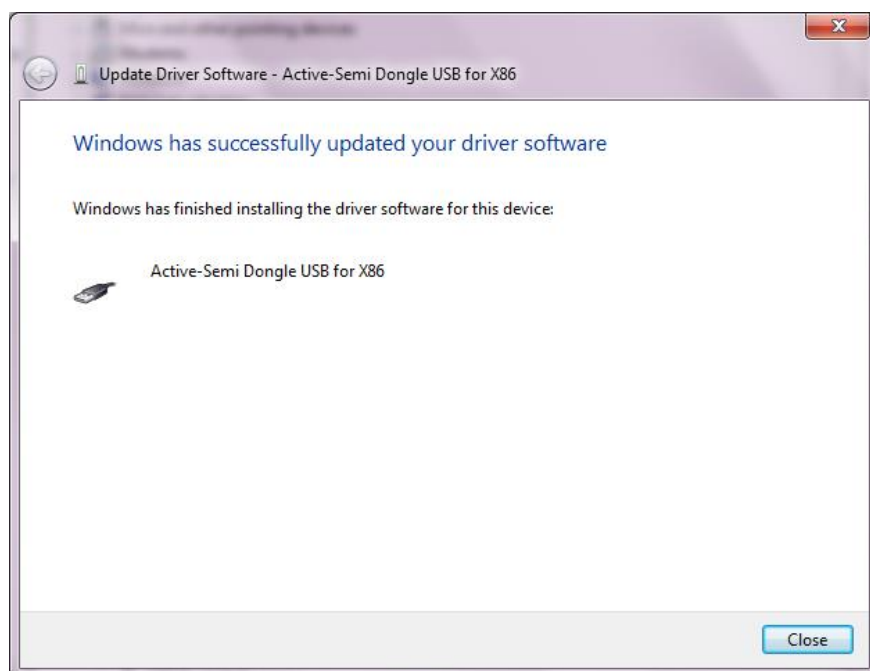 Update Driver Software - Active-Semi Dongle USB for X86
Windows has successfully updated your driver software
Windows has finished installing the driver software for this device:
Active-Semi Dongle USB for X86
Close